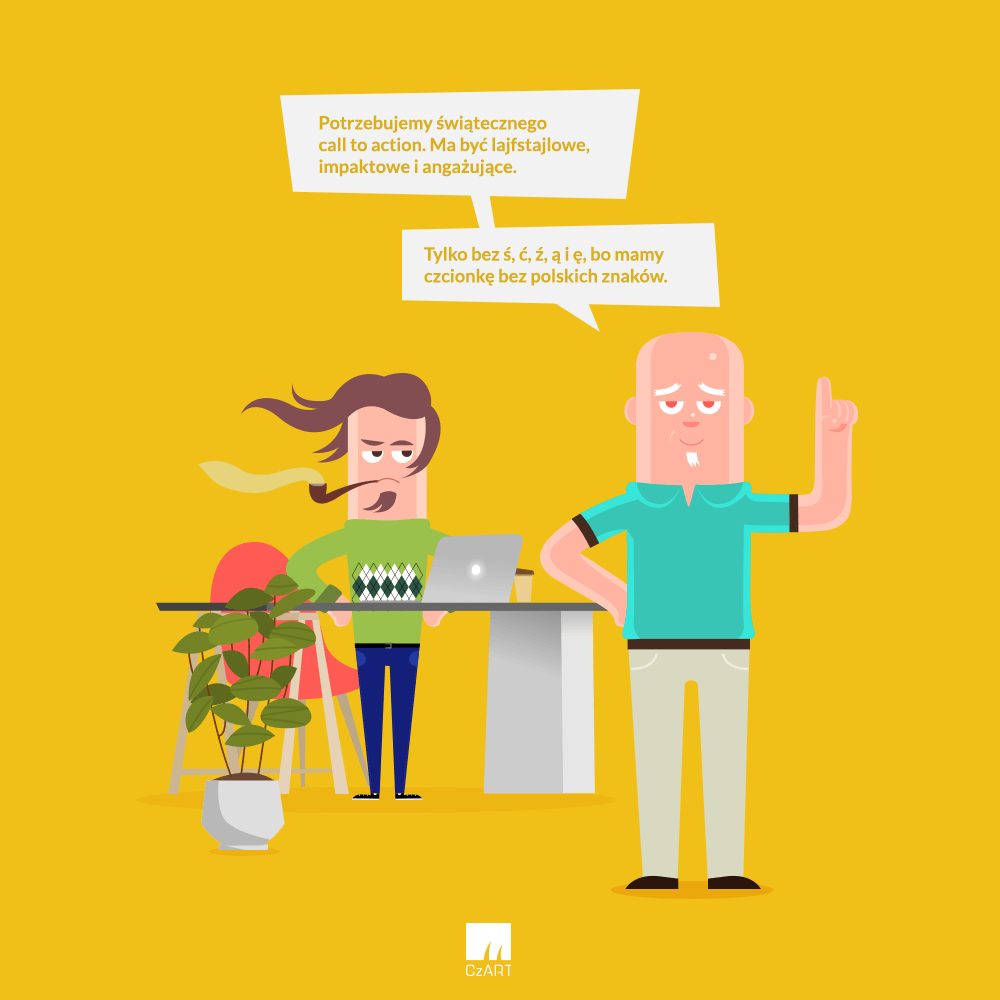 Potrzebujemy świątecznego
call to action. Ma być lajfstajlowe,
impaktowe i angażujące.
Tylko bez ś, ć, ź, ą i ę, bo mamy
czcionkę bez polskich znaków.
CzART